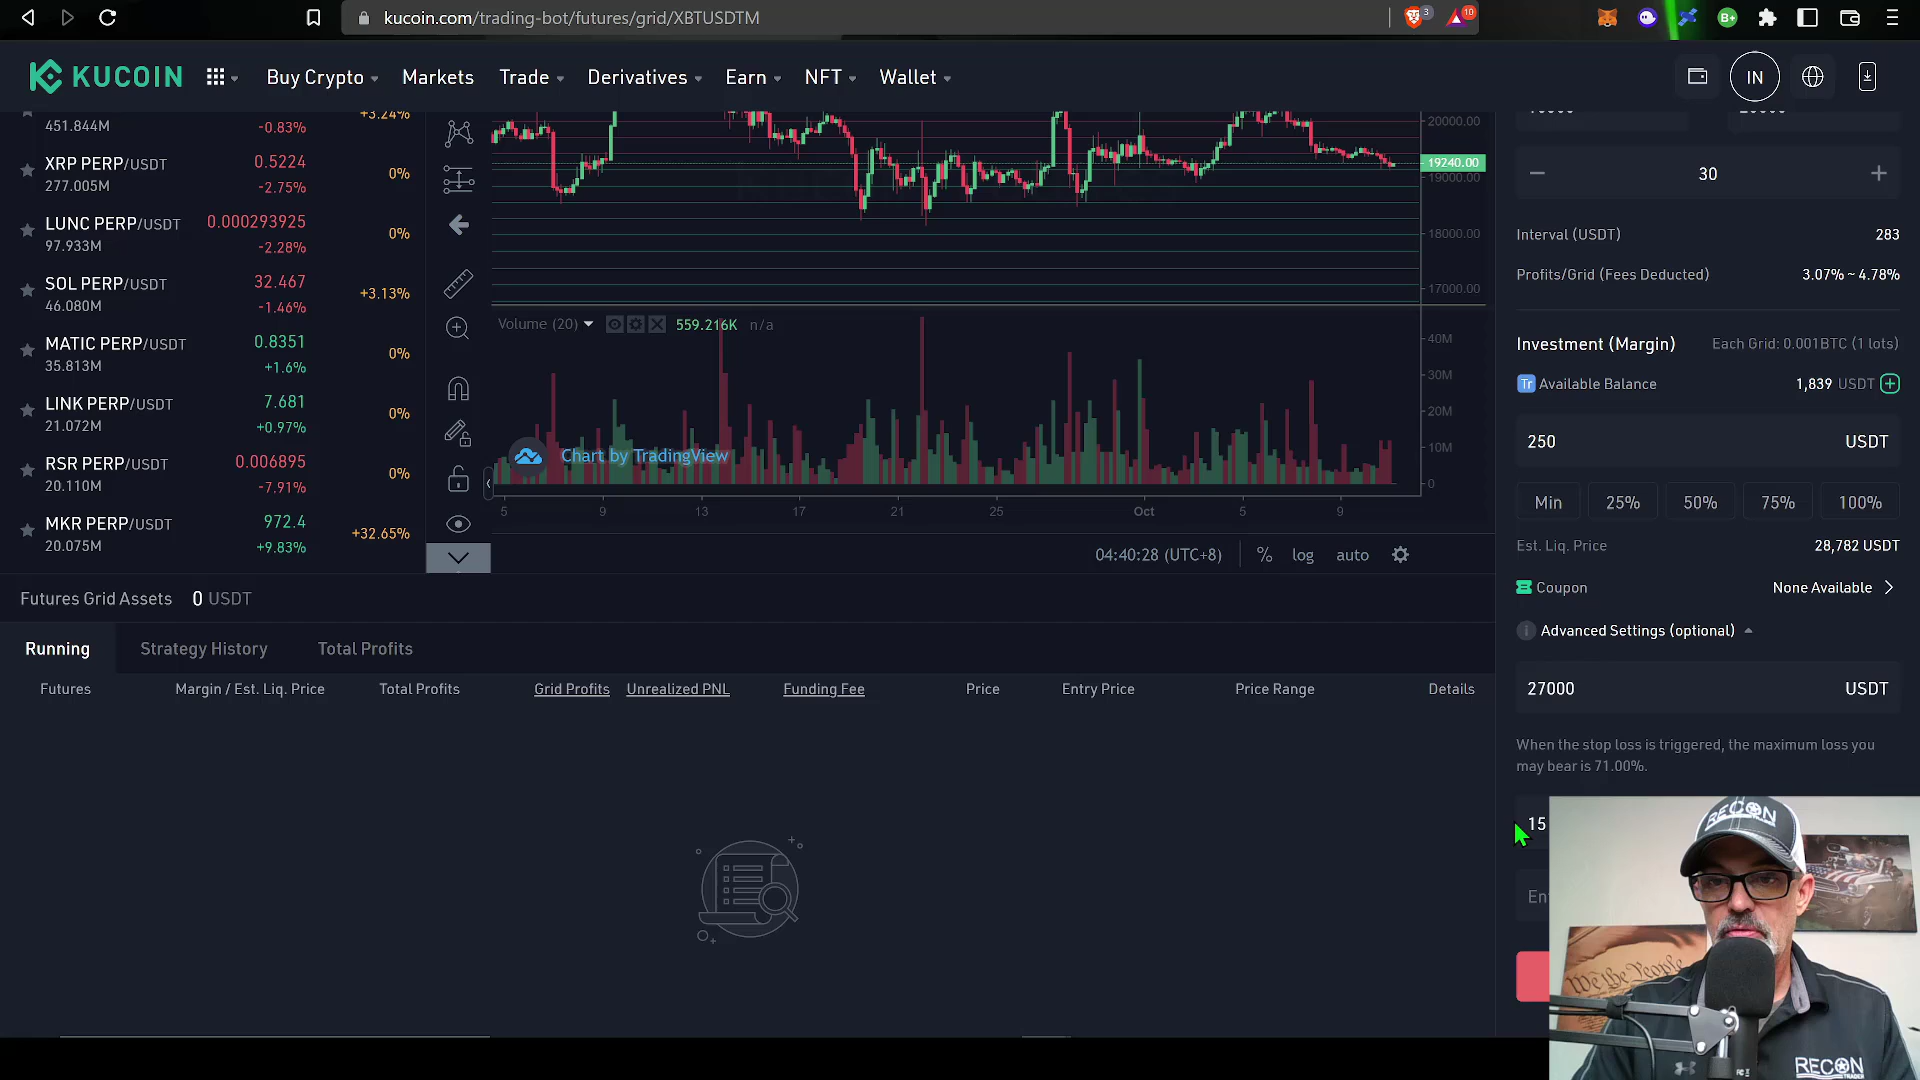 kucoin.com/trading-bot/futures/grid/XBTUSDTM
3
10
KUCOIN
Buy Crypto
Markets
Trade
Derivatives
Earn
NFT
Wallet
IN
451.844M
-0.83%
+3.24%
XRP PERP/USDT
0.5224
277.005M
-2.75%
0%
LUNC PERP/USDT
0.000293925
97.933M
-2.28%
0%
SOL PERP/USDT
32.467
46.080M
-1.46%
+3.13%
MATIC PERP/USDT
0.8351
35.813M
+1.6%
0%
LINK PERP/USDT
7.681
21.072M
+0.97%
0%
RSR PERP/USDT
0.006895
20.110M
-7.91%
0%
MKR PERP/USDT
972.4
20.075M
+9.83%
+32.65%
20000.00
19240.00
19000.00
18000.00
17000.00
Volume (20)
559.216K
n/a
40M
30M
20M
10M
0
Chart by TradingView
5
9
13
17
21
25
Oct
5
9
04:40:28 (UTC+8)
%
log
auto
30
Interval (USDT)
283
Profits/Grid (Fees Deducted)
3.07% ~ 4.78%
Investment (Margin)
Each Grid: 0.001BTC (1 lots)
Tr
Available Balance
1,839 USDT
250
USDT
Min
25%
50%
75%
100%
Est. Liq. Price
28,782 USDT
Coupon
None Available
Advanced Settings (optional)
27000
USDT
When the stop loss is triggered, the maximum loss you
may bear is 71.00%.
15
Futures Grid Assets
0 USDT
Running
Strategy History
Total Profits
Futures
Margin / Est. Liq. Price
Total Profits
Grid Profits
Unrealized PNL
Funding Fee
Price
Entry Price
Price Range
Details
RECON
We the People
RECON